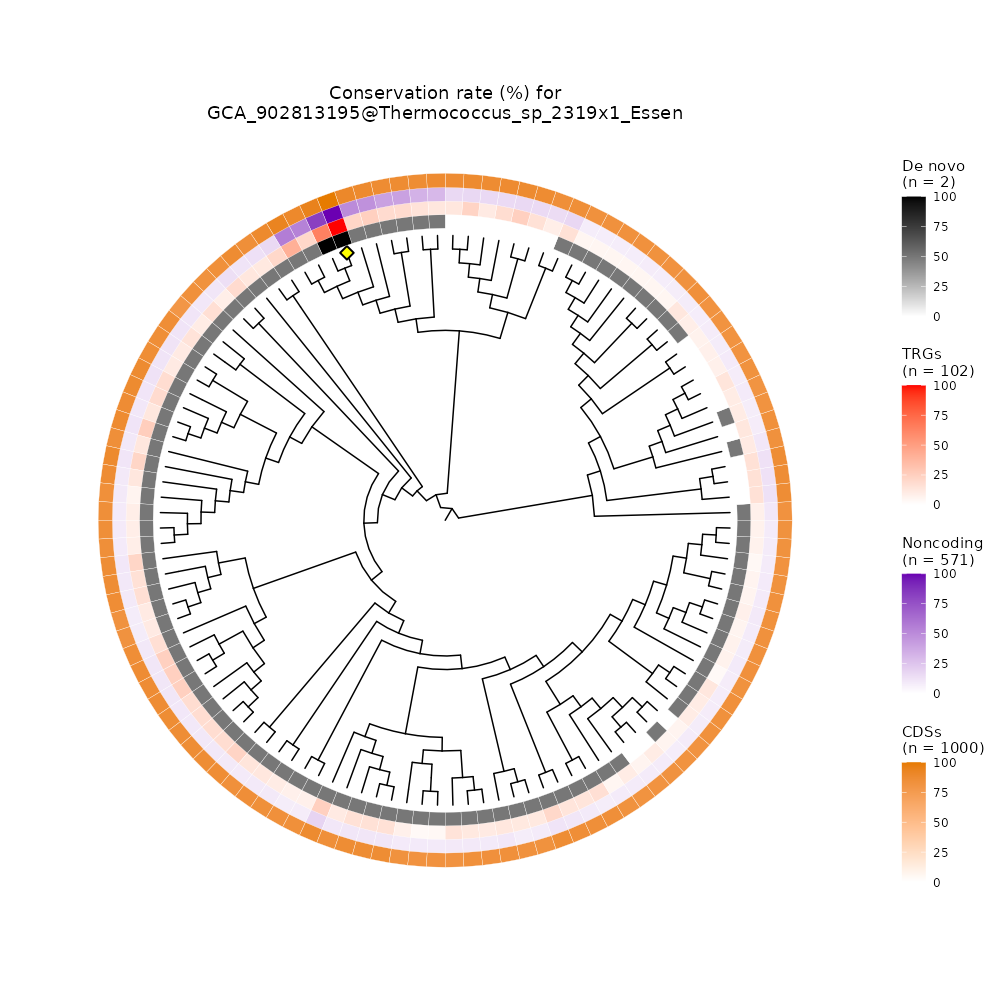 Conservation rate (%) for
GCA_902813195@Thermococcus_sp_2319x1_Essen
De novo
(n = 2)
100
75
50
25
0
TRGs
(n = 102)
100
75
50
25
0
Noncoding
(n = 571)
100
75
50
25
0
CDSs
(n = 1000)
100
75
50
25
0